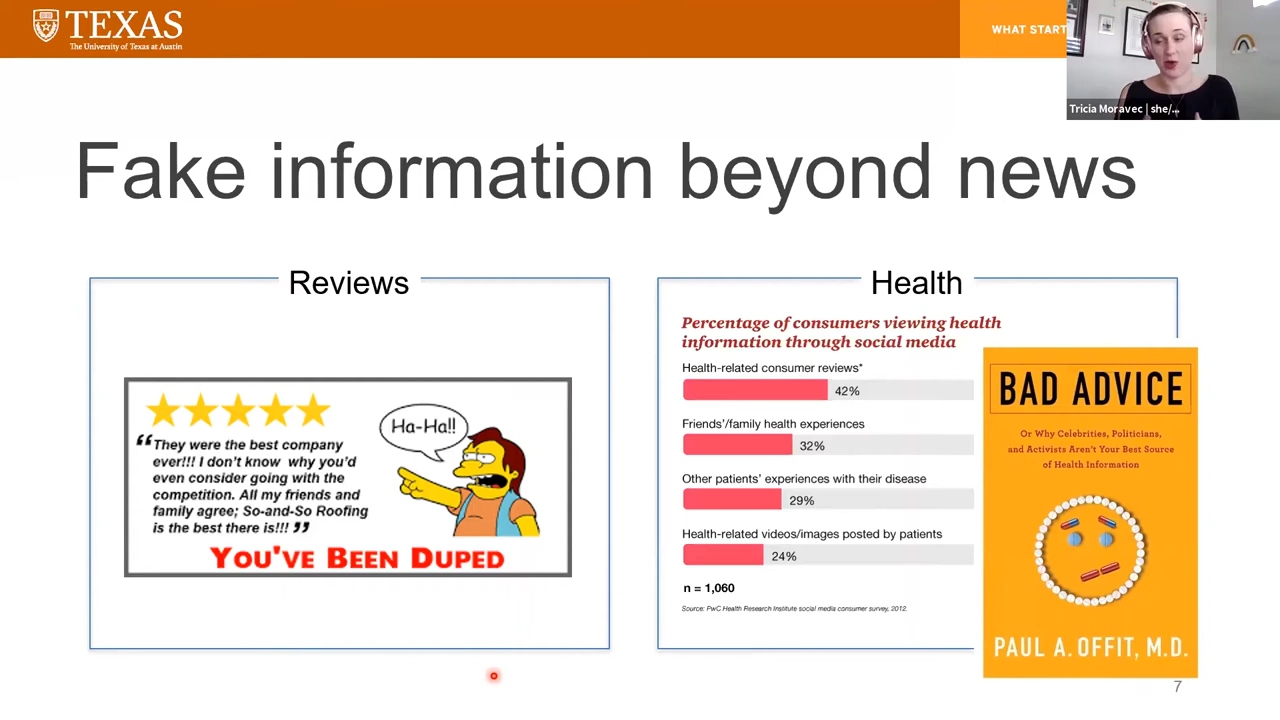 TEXAS
The University of Texas at Austin
WHAT START
Tricia Moravec | she/...
Fake information beyond news
Reviews
“They were the best company
ever!!! I don't know why you'd
even consider going with the
competition. All my friends and
family agree; So-and-So Roofing
is the best there is!!! ”
Ha-Ha!!
YOU'VE BEEN DUPED
Health
Percentage of consumers viewing health
information through social media
Health-related consumer reviews*
42%
Friends'/family health experiences
32%
Other patients' experiences with their disease
29%
Health-related videos/images posted by patients
24%
n = 1,060
Source: PwC Health Research Institute social media consumer survey, 2012.
BAD ADVICE
Or Why Celebrities, Politicians,
and Activists Aren't Your Best Source
of Health Information
PAUL A. OFFIT, M.D.
7